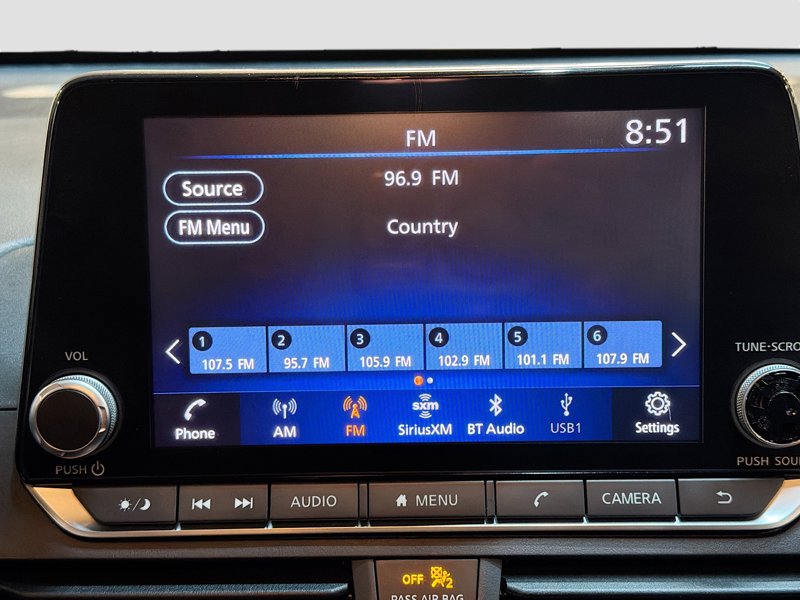 FM
8:51
Source
96.9 FM
FM Menu
Country
1 2 3 4 5 6
107.5 FM 95.7 FM 105.9 FM 102.9 FM 101.1 FM 107.9 FM
Phone AM FM SiriusXM BT Audio USB1 Settings
sxm
VOL
PUSH
TUNE·SCRO
PUSH SOU
AUDIO MENU CAMERA
OFF 2
PASS AIR BAG